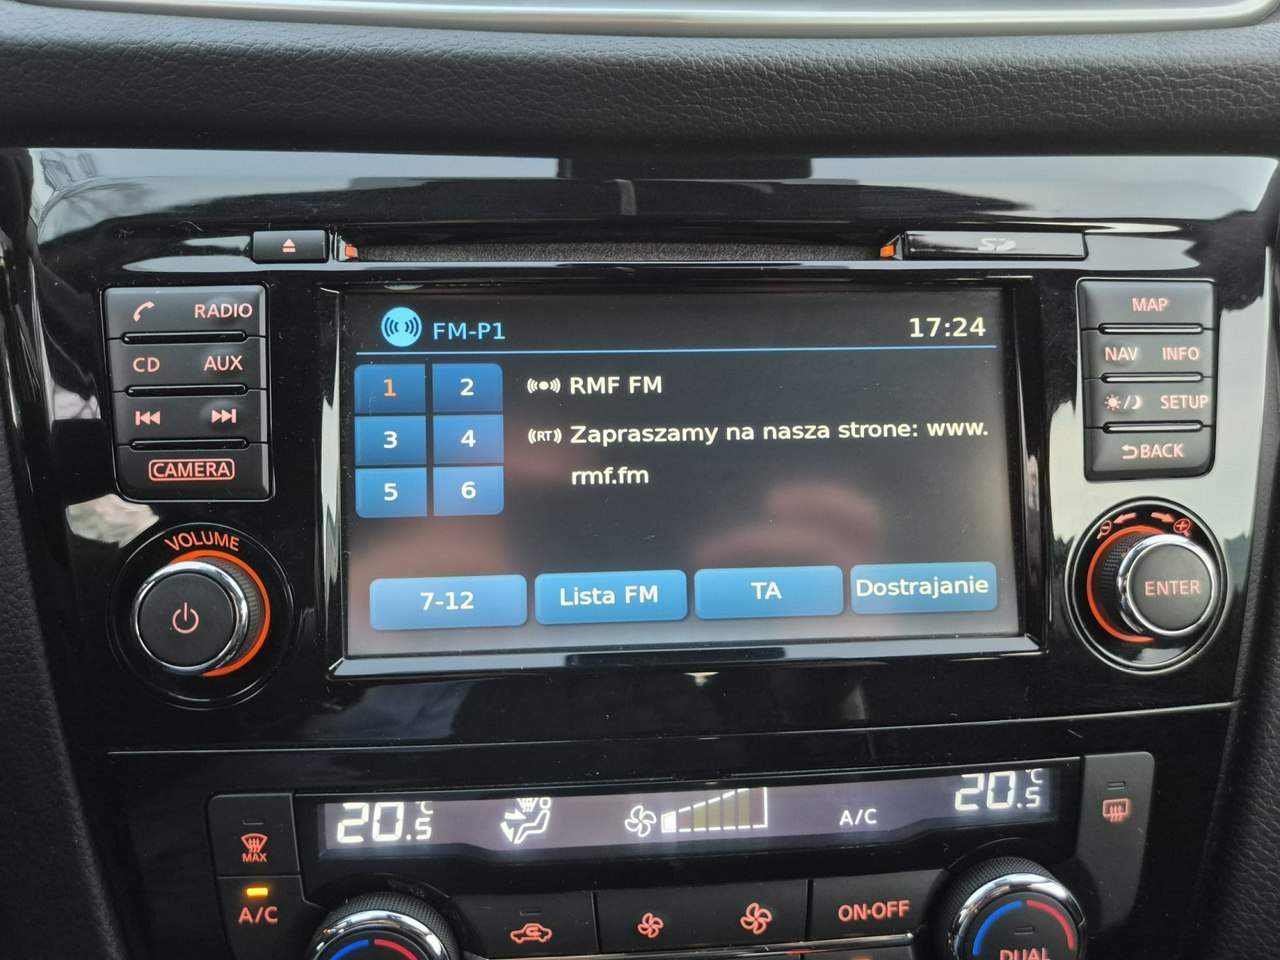 SD
RADIO
CD AUX
CAMERA
VOLUME
FM-P1 17:24
1 2
3 4
5 6
RMF FM
RT Zapraszamy na nasza strone: www.
rmf.fm
7-12 Lista FM TA Dostrajanie
MAP
NAV INFO
SETUP
BACK
ENTER
20.5 °C
A/C
20.5 °C
MAX
A/C
ON·OFF
DUAL